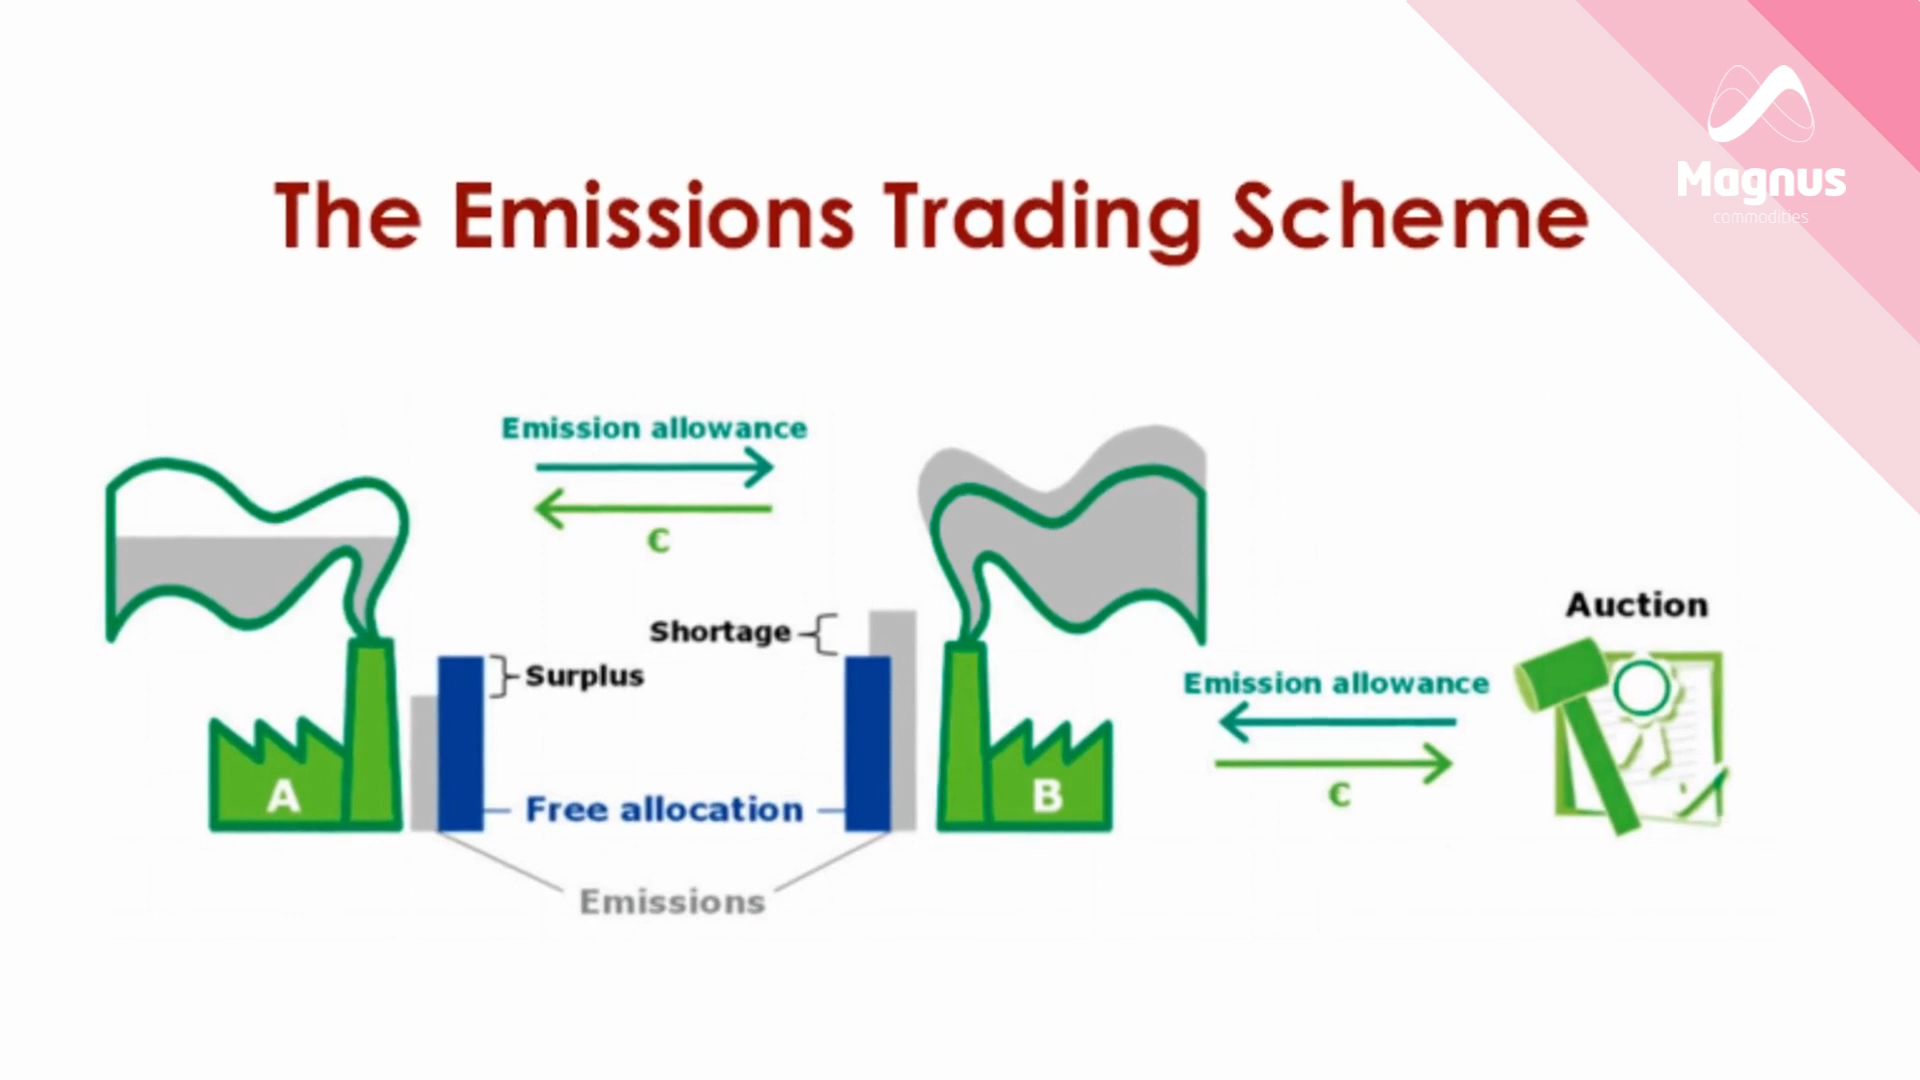 Magnus
commodities
The Emissions Trading Scheme
Emission allowance
€
Auction
Shortage
Surplus
Emission allowance
€
A
B
Free allocation
Emissions